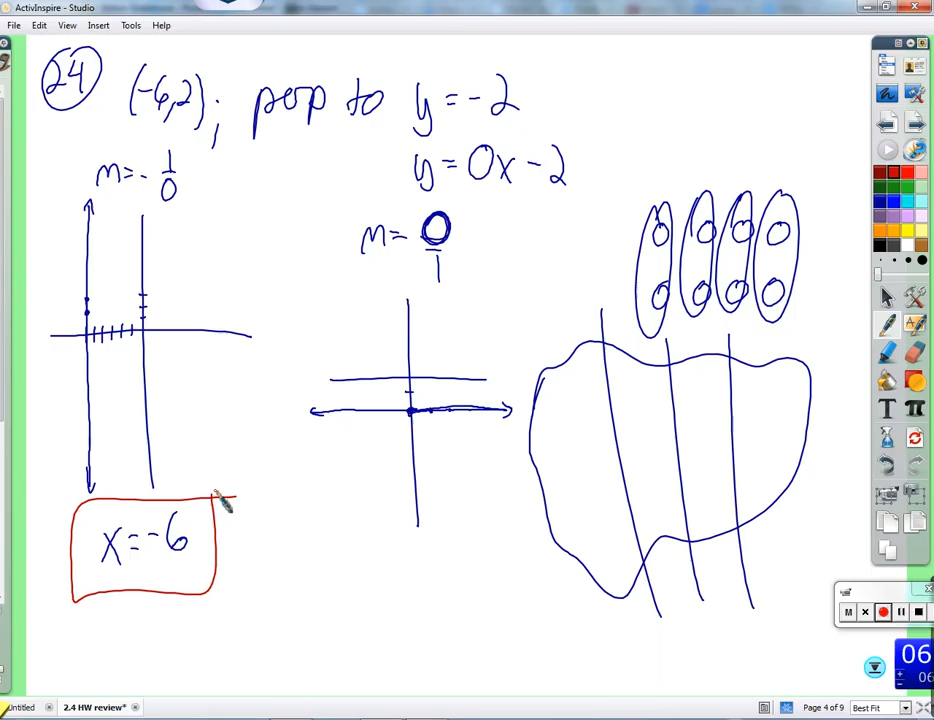 ActivInspire - Studio
File Edit View Insert Tools Help
24 (-6,2); perp to y = -2
y = 0x - 2
m = - 1/0
m = 0/1
x = -6
M
06
06
Untitled
2.4 HW review*
Page 4 of 9
Best Fit